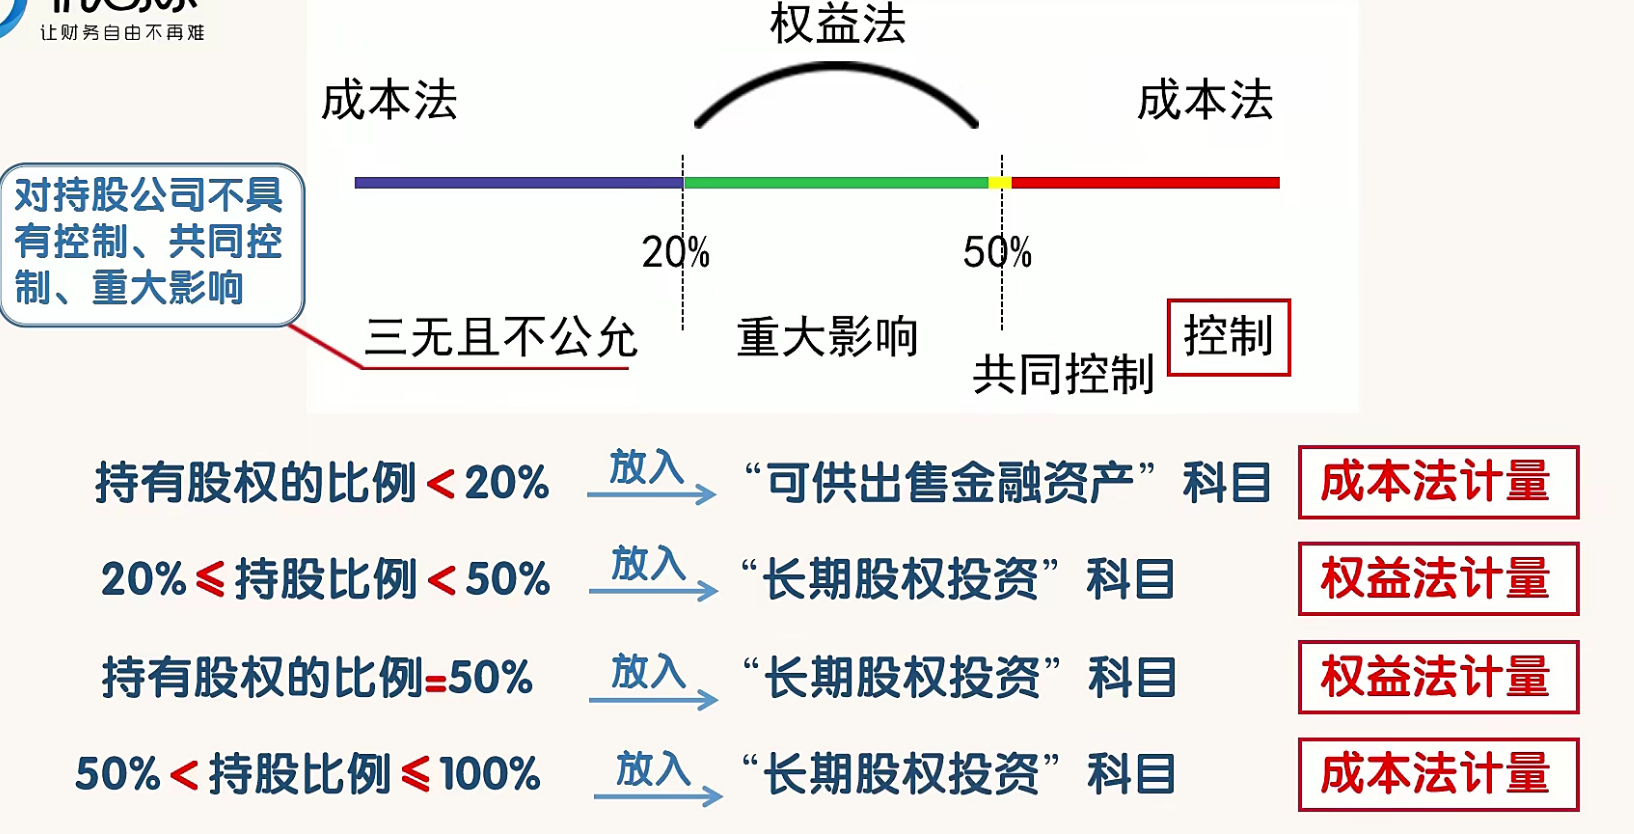 让财务自由不再难
权益法
成本法
成本法
对持股公司不具
有控制、共同控
制、重大影响
20%
50%
三无且不公允
重大影响
共同控制
控制
持有股权的比例<20% 放入 “可供出售金融资产” 科目 成本法计量
20%≤持股比例<50% 放入 “长期股权投资” 科目 权益法计量
持有股权的比例=50% 放入 “长期股权投资” 科目 权益法计量
50%<持股比例≤100% 放入 “长期股权投资” 科目 成本法计量